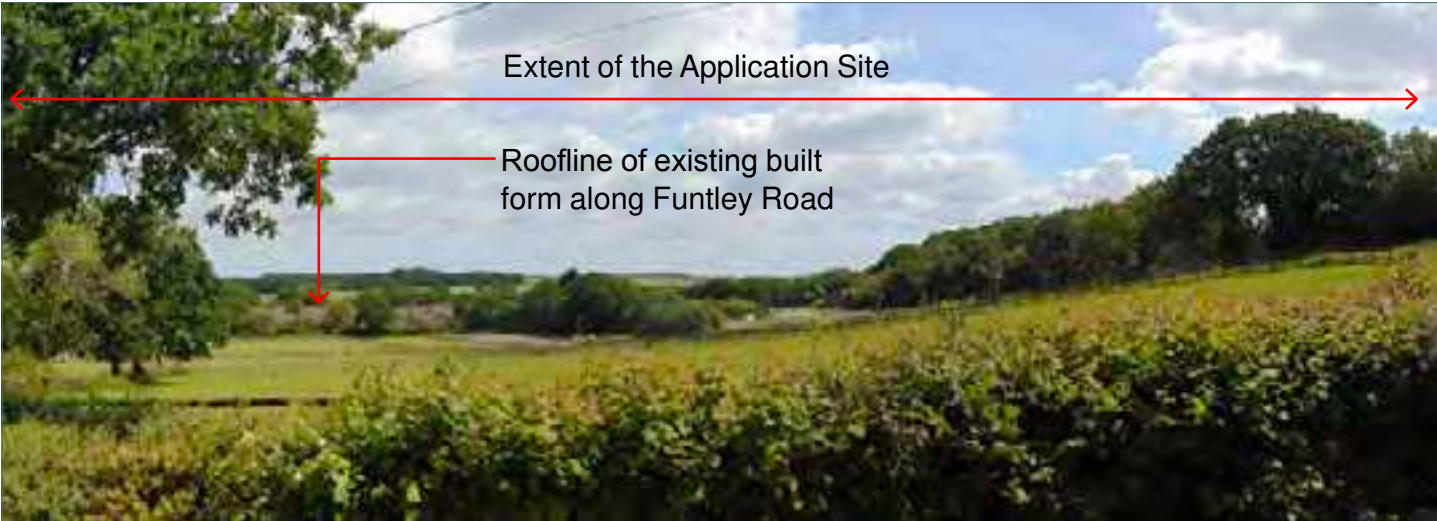 Extent of the Application Site
Roofline of existing built
form along Funtley Road